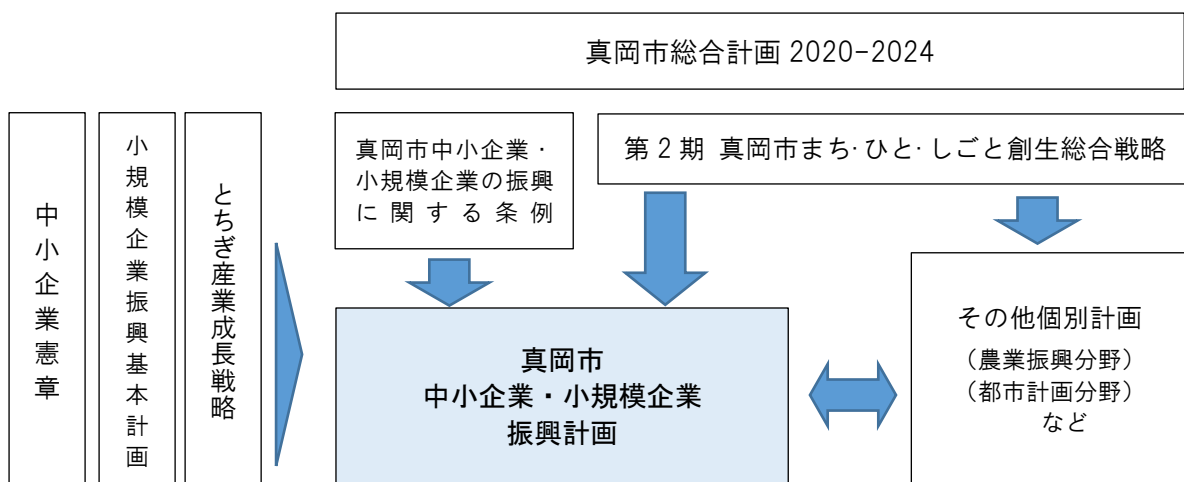 真岡市総合計画 2020-2024
中小企業憲章
小規模企業振興基本計画
とちぎ産業成長戦略
真岡市中小企業・
小規模企業の振興
に関する条例
第２期 真岡市まち･ひと･しごと創生総合戦略
真岡市
中小企業・小規模企業
振興計画
その他個別計画
（農業振興分野）
（都市計画分野）
など